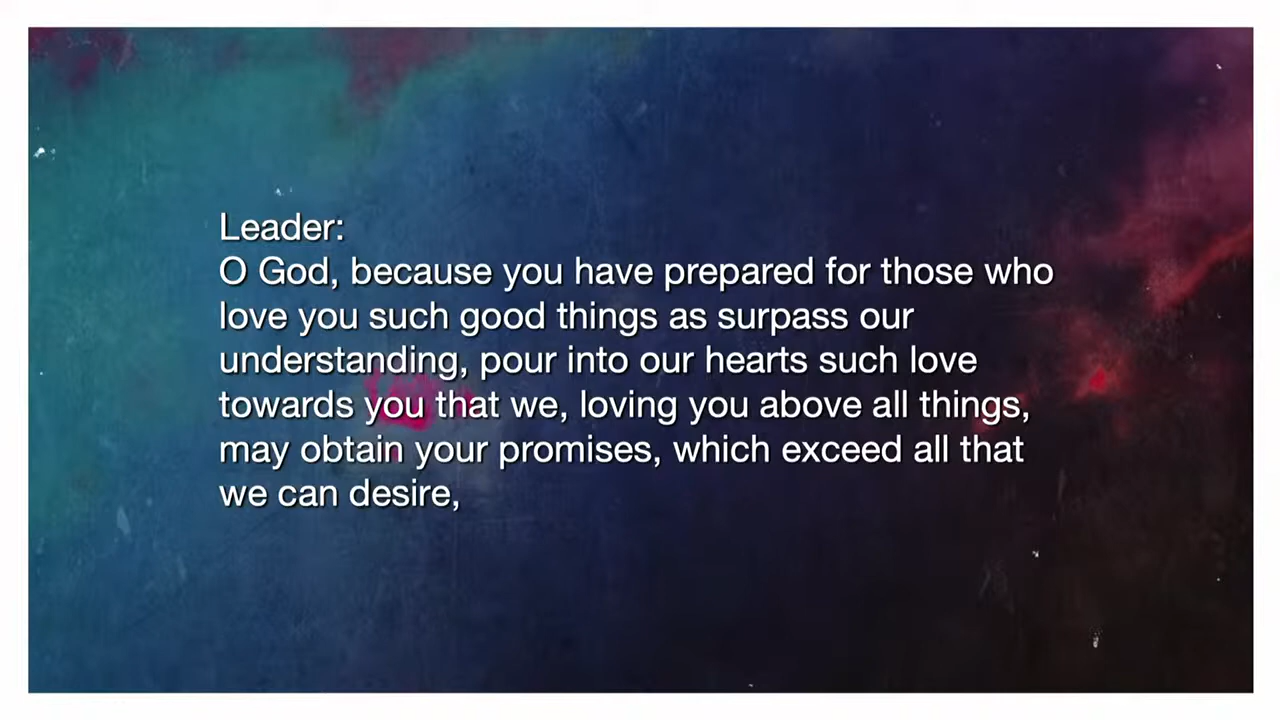 Leader:
O God, because you have prepared for those who
love you such good things as surpass our
understanding, pour into our hearts such love
towards you that we, loving you above all things,
may obtain your promises, which exceed all that
we can desire,